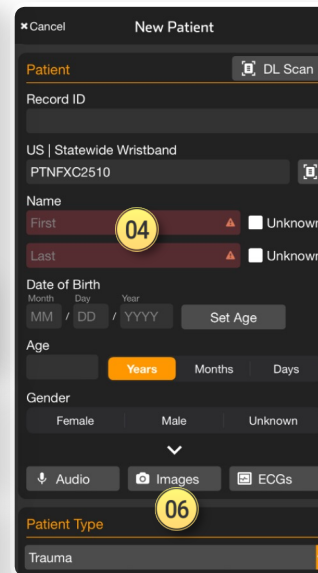 ×Cancel New Patient
Patient DL Scan
Record ID
US | Statewide Wristband
PTNFXC2510
Name
First 04 Unknown
Last Unknown
Date of Birth
Month Day Year
MM / DD / YYYY Set Age
Age
Years Months Days
Gender
Female Male Unknown
Audio Images ECGs
06
Patient Type
Trauma